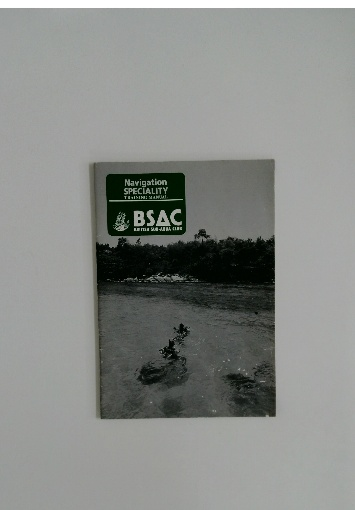 Navigation
SPECIALITY
TRAINING MANUAL
BSAC
BRITISH SUB-AQUA CLUB